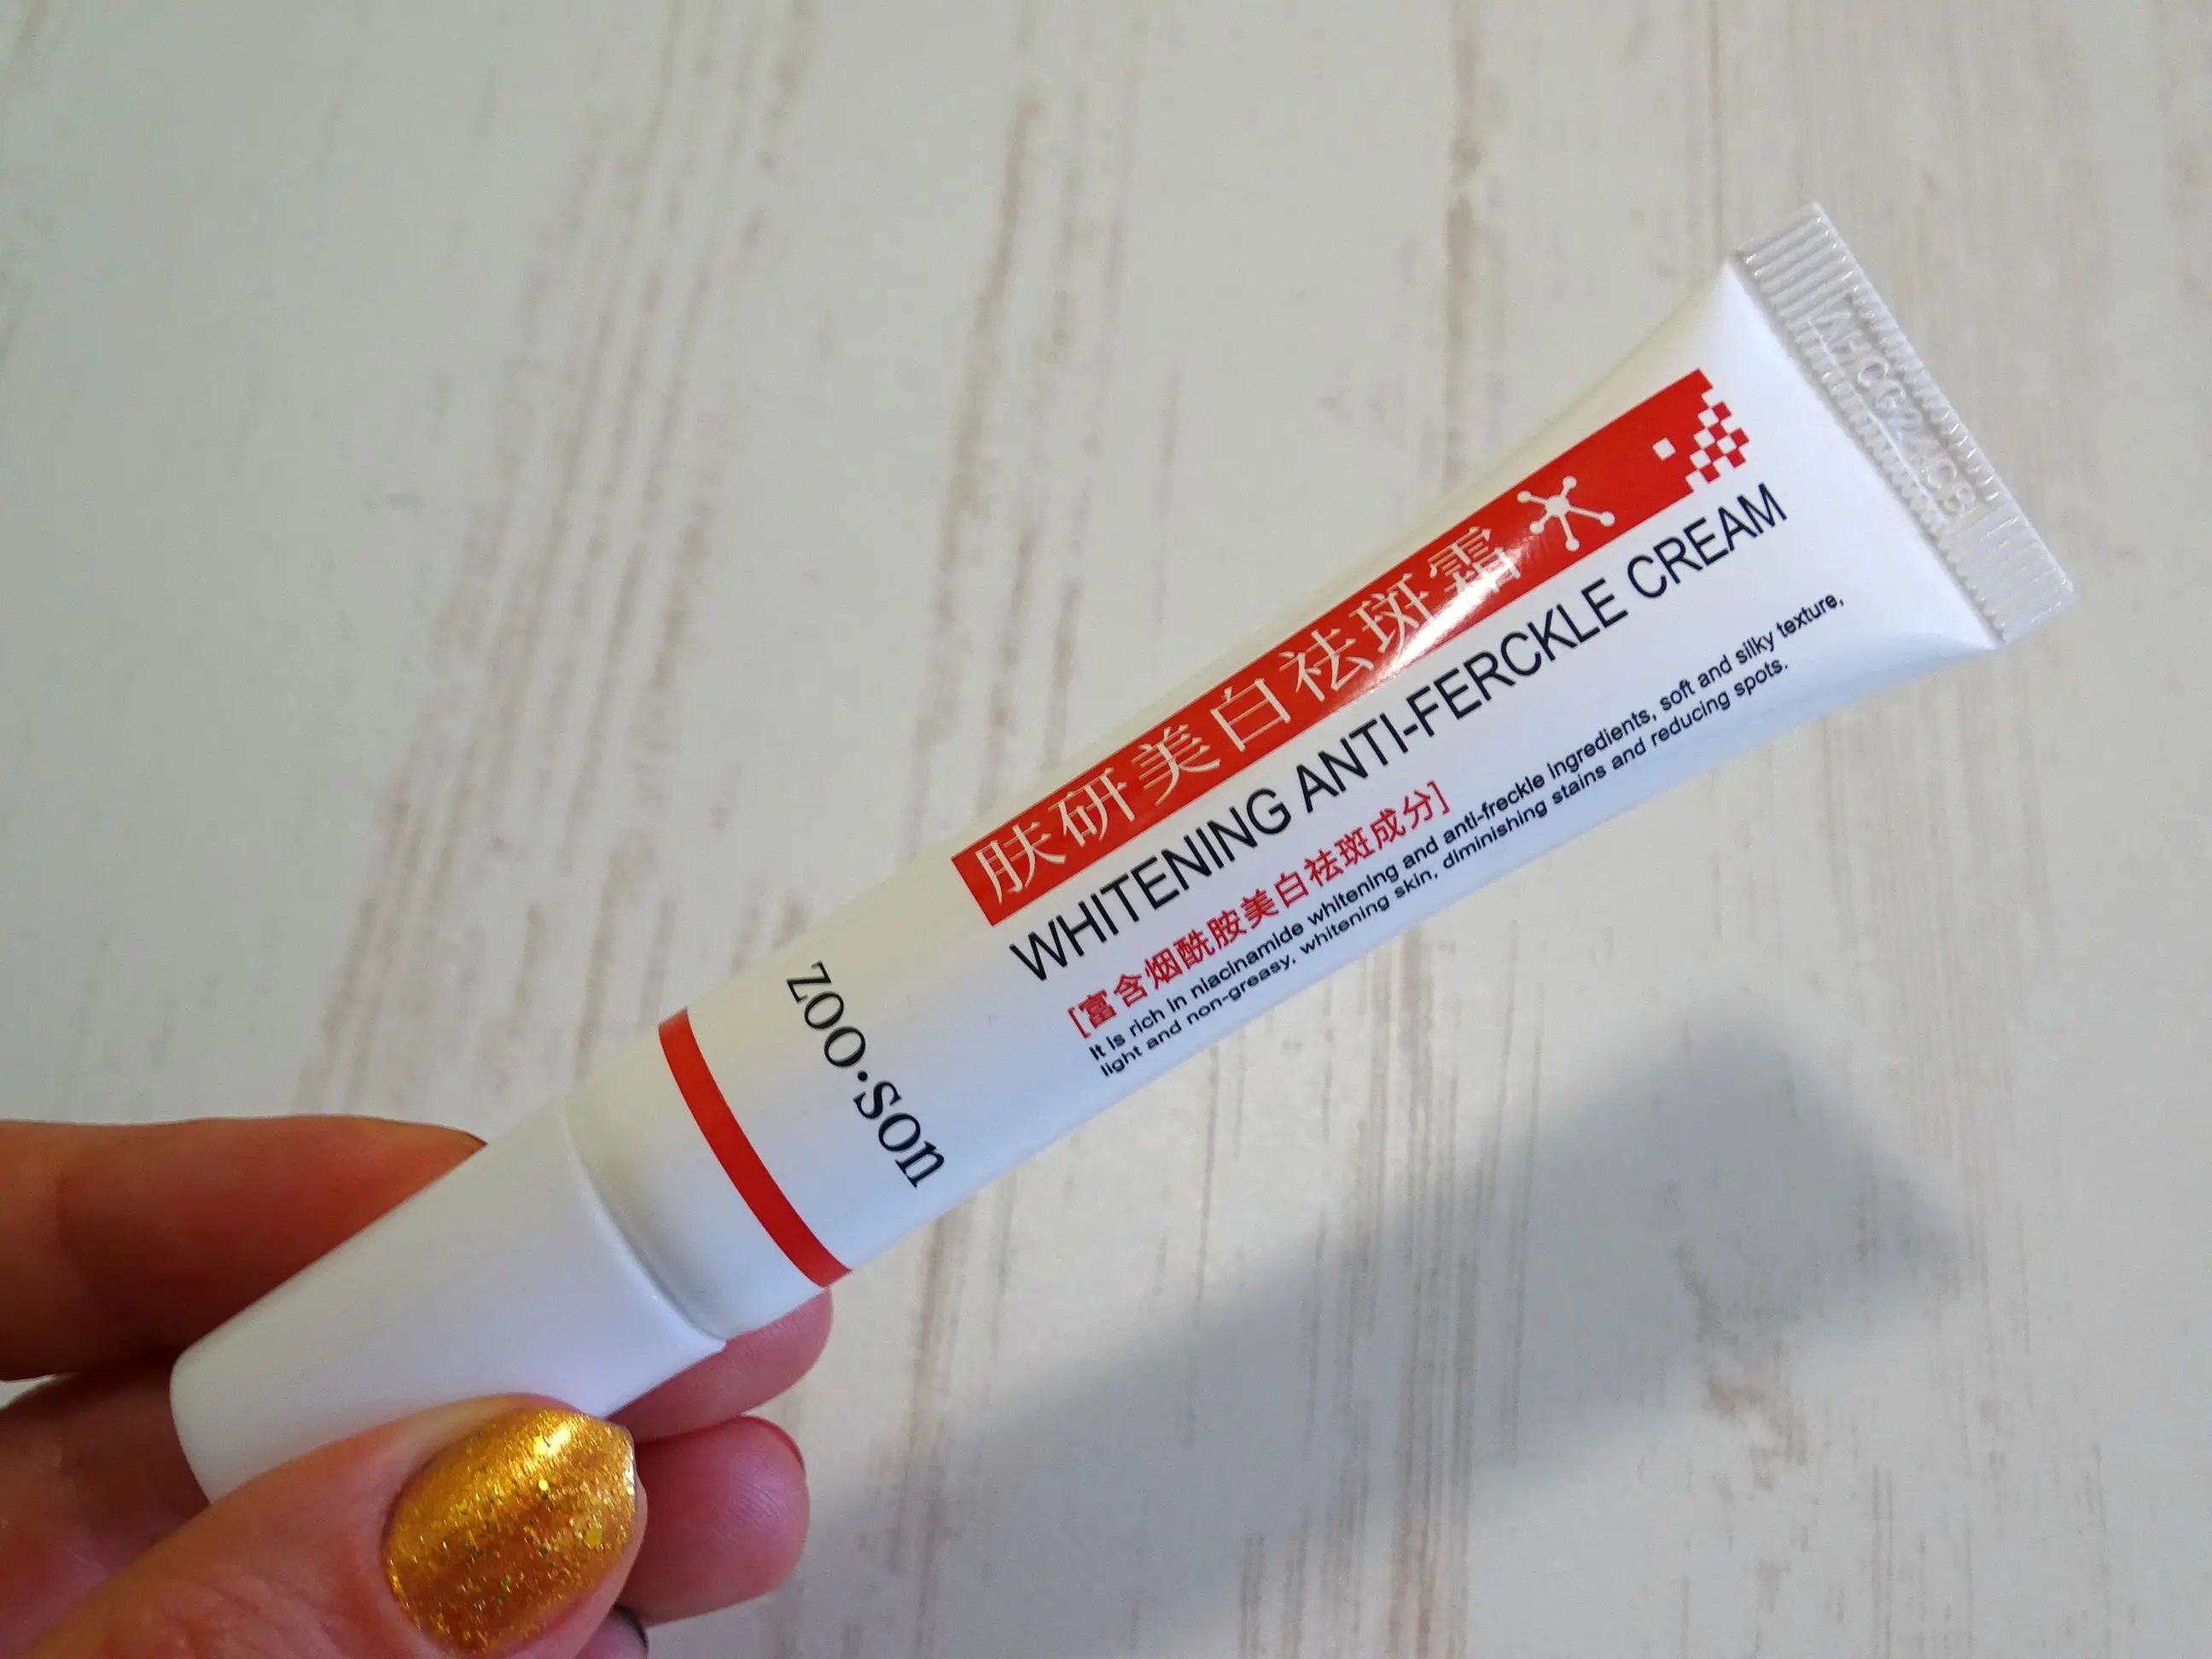 肤研美白祛斑霜
WHITENING ANTI-FERCKLE CREAM
[富含烟酰胺美白祛斑成分]
It is rich in niacinamide whitening and anti-freckle ingredients, soft and silky texture,
light and non-greasy, whitening skin, diminishing stains and reducing spots.
zoo·son